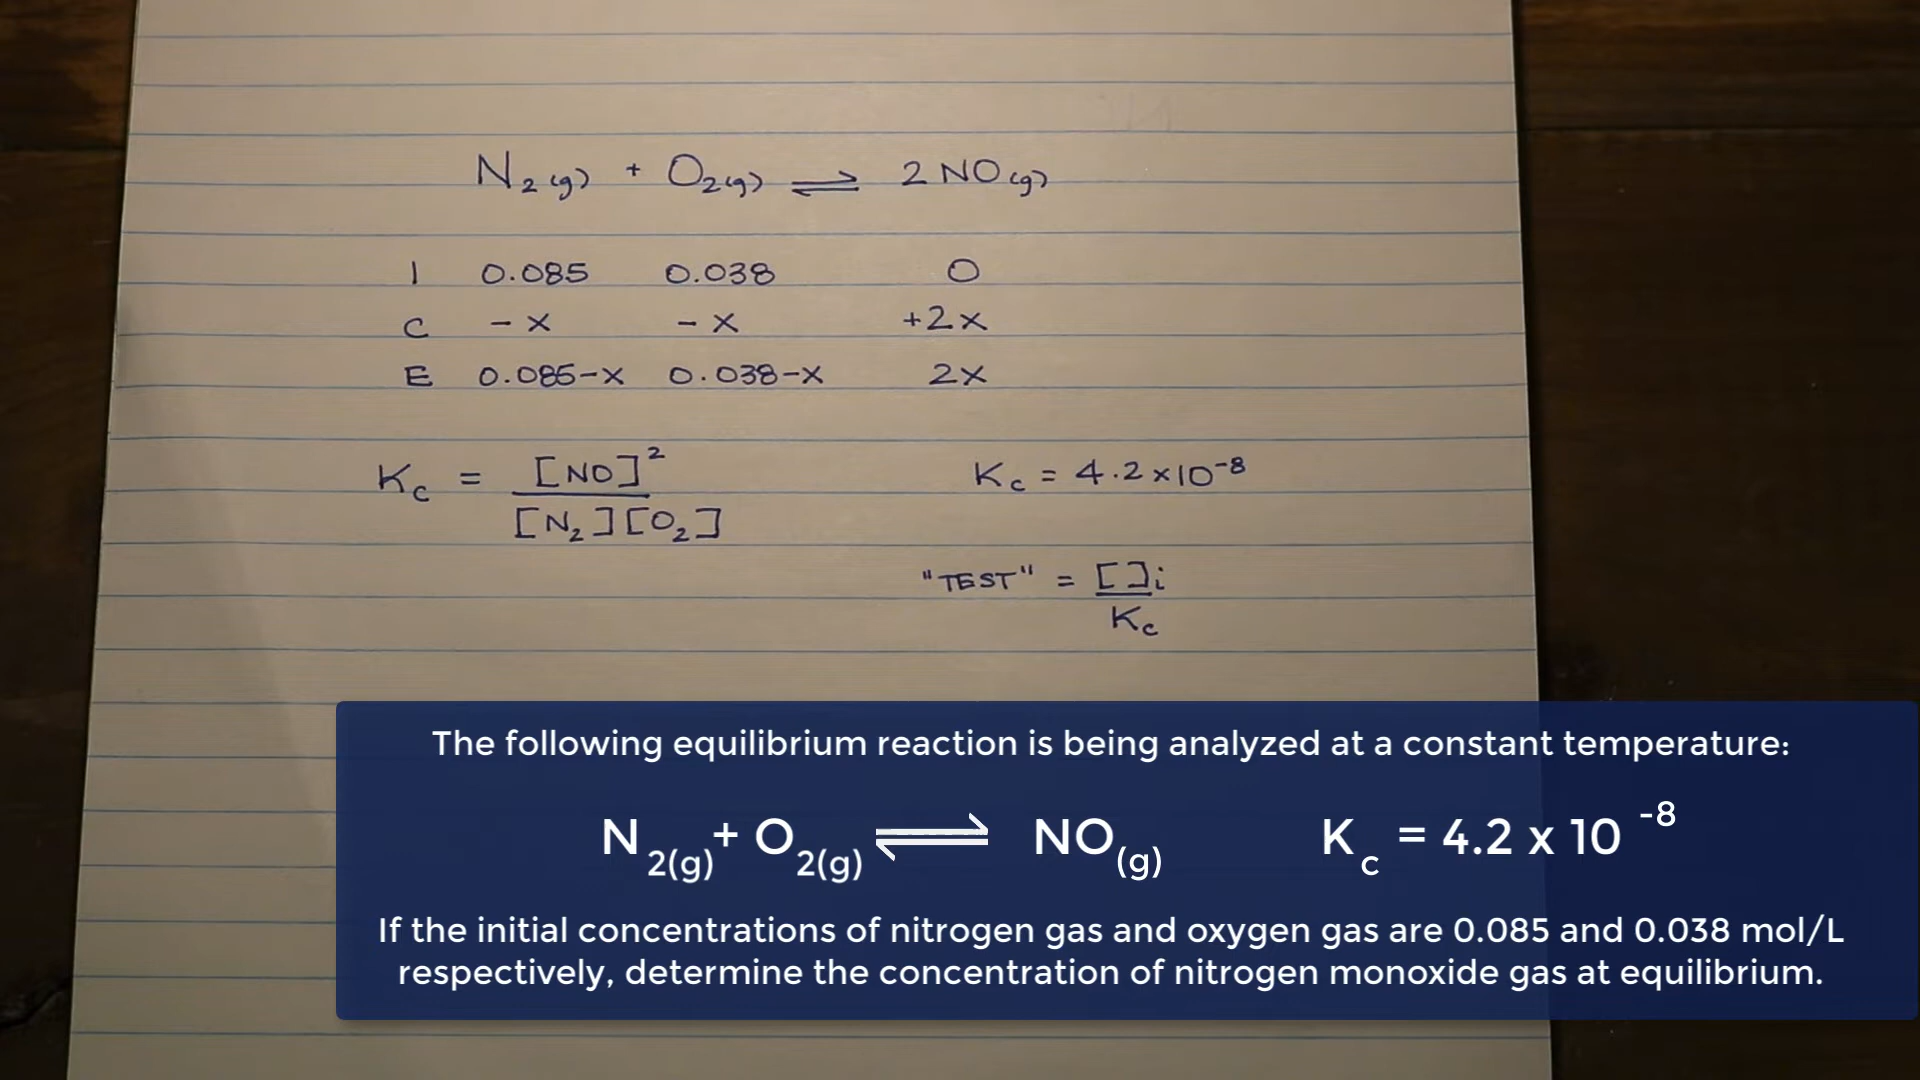 N₂(g) + O₂(g) ⇌ 2 NO(g)
I 0.085 0.038 0
C - x - x +2x
E 0.085-x 0.038-x 2x
Kc = [NO]² / [N₂][O₂]
Kc = 4.2 x 10⁻⁸
"TEST" = []i / Kc
The following equilibrium reaction is being analyzed at a constant temperature:
N₂(g) + O₂(g) ⇌ NO(g) Kc = 4.2 x 10⁻⁸
If the initial concentrations of nitrogen gas and oxygen gas are 0.085 and 0.038 mol/L
respectively, determine the concentration of nitrogen monoxide gas at equilibrium.